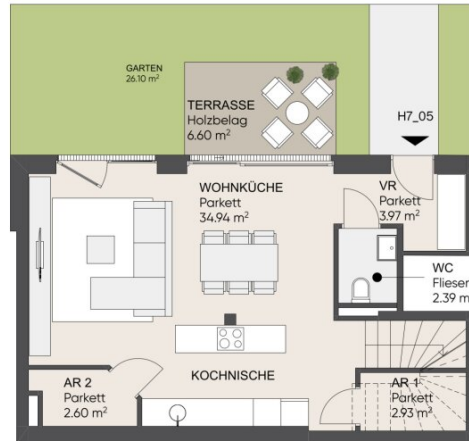 GARTEN
26.10 m²
TERRASSE
Holzbelag
6.60 m²
H7_05
WOHNKÜCHE
Parkett
34.94 m²
VR
Parkett
3.97 m²
WC
Fliesen
2.39 m
KOCHNISCHE
AR 2
Parkett
2.60 m²
AR 1
Parkett
2.93 m²